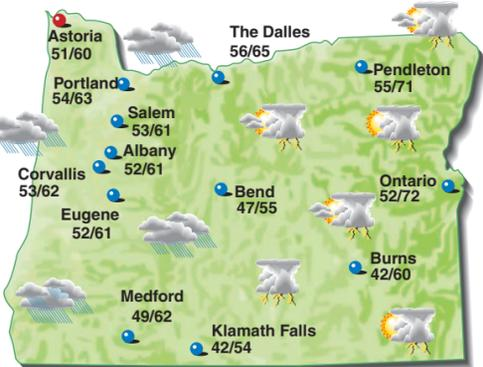 Astoria
51/60
The Dalles
56/65
Portland
54/63
Pendleton
55/71
Salem
53/61
Albany
52/61
Corvallis
53/62
Ontario
52/72
Bend
47/55
Eugene
52/61
Burns
42/60
Medford
49/62
Klamath Falls
42/54